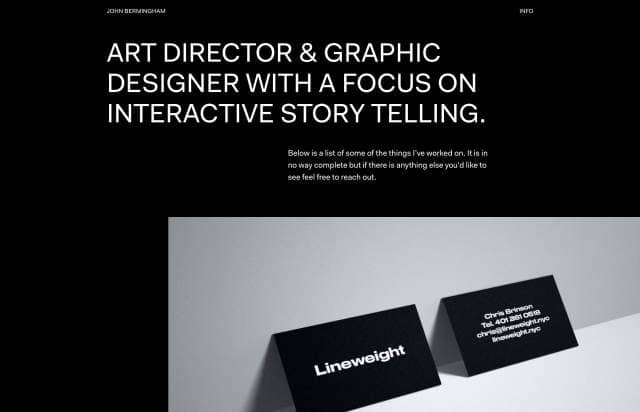 JOHN BERMINGHAM
INFO
ART DIRECTOR & GRAPHIC
DESIGNER WITH A FOCUS ON
INTERACTIVE STORY TELLING.
Below is a list of some of the things I've worked on. It is in
no way complete but if there is anything else you'd like to
see feel free to reach out.
Lineweight
Chris Brinson
Tel. 401 261 0518
chris@lineweight.nyc
lineweight.nyc